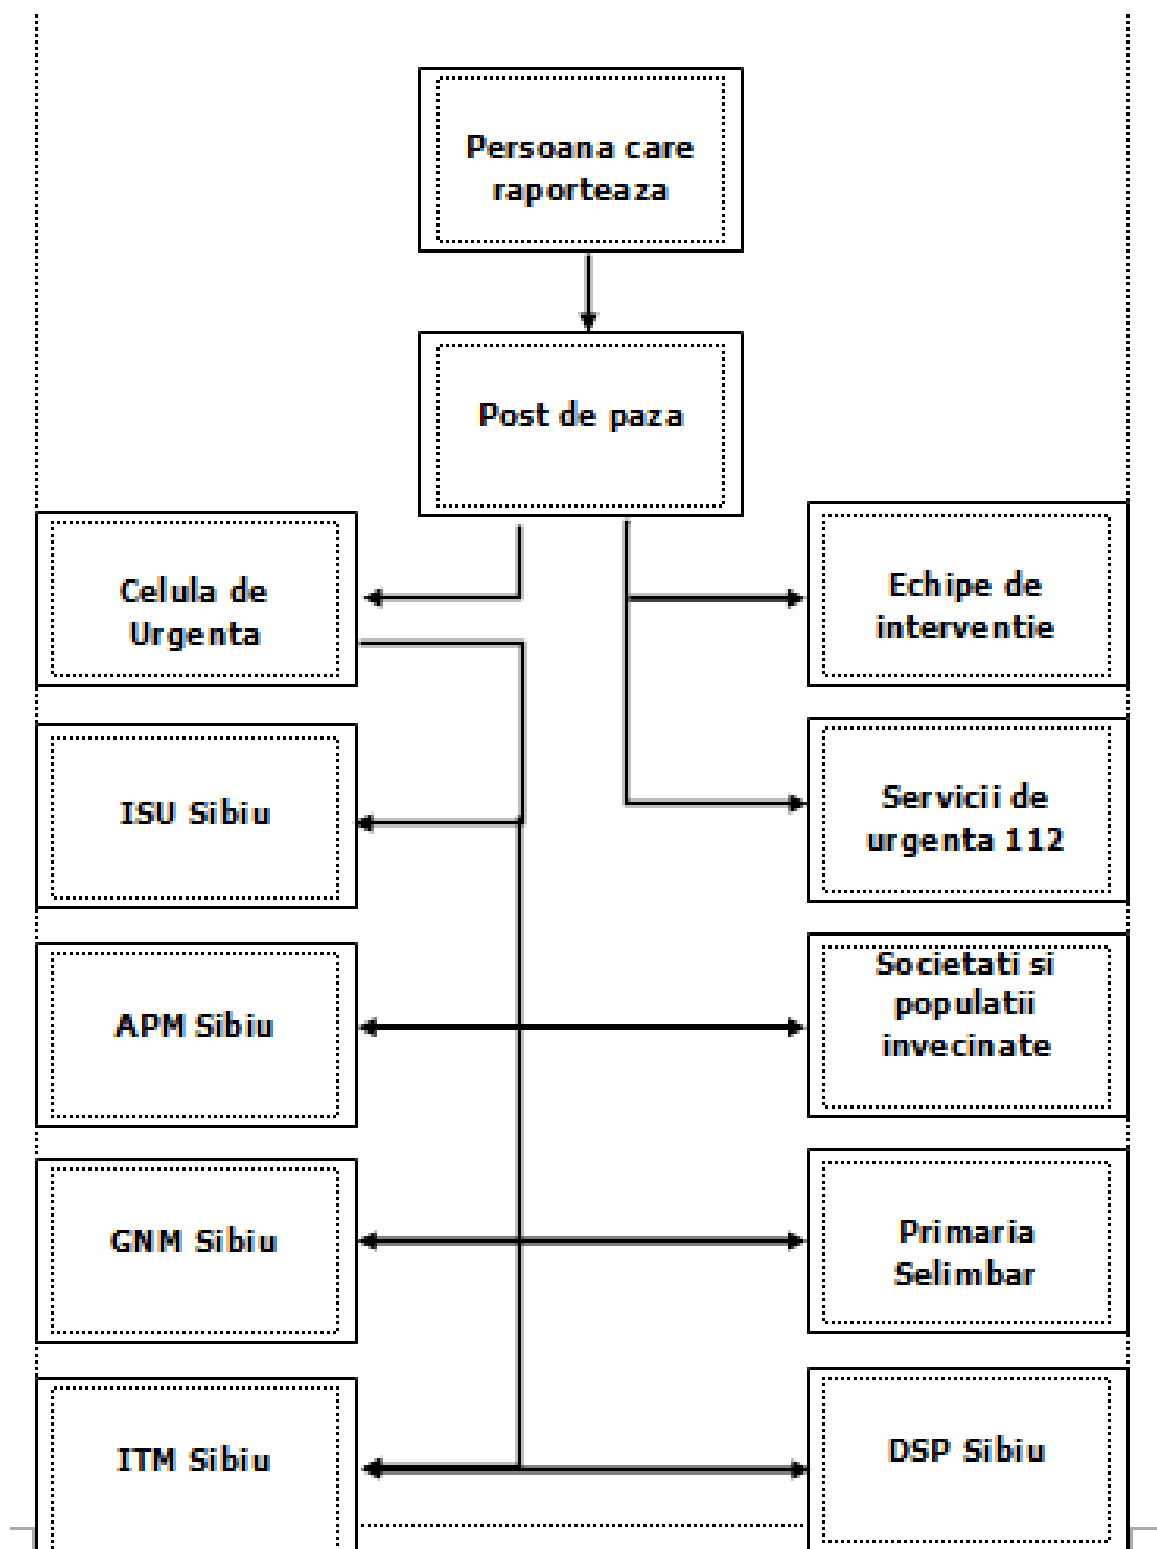 Persoana care
raporteaza
Post de paza
Celula de
Urgenta
Echipe de
interventie
ISU Sibiu
Servicii de
urgenta 112
APM Sibiu
Societati si
populatii
invecinate
GNM Sibiu
Primaria
Selimbar
ITM Sibiu
DSP Sibiu